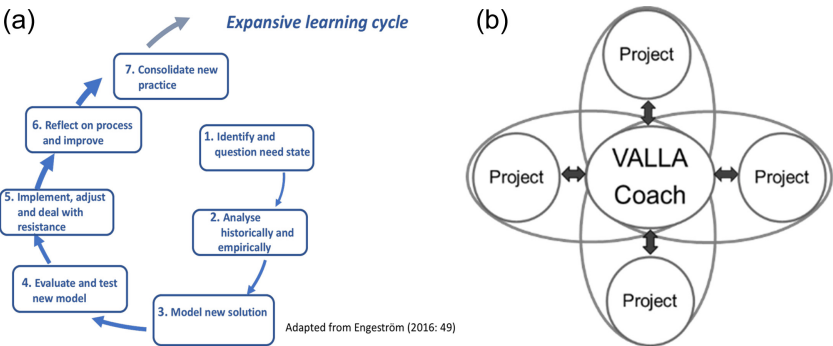 (a)
Expansive learning cycle
7. Consolidate new
practice
6. Reflect on process
and improve
1. Identify and
question need state
5. Implement, adjust
and deal with
resistance
2. Analyse
historically and
empirically
4. Evaluate and test
new model
3. Model new solution
Adapted from Engeström (2016: 49)
(b)
Project
Project
VALLA
Coach
Project
Project